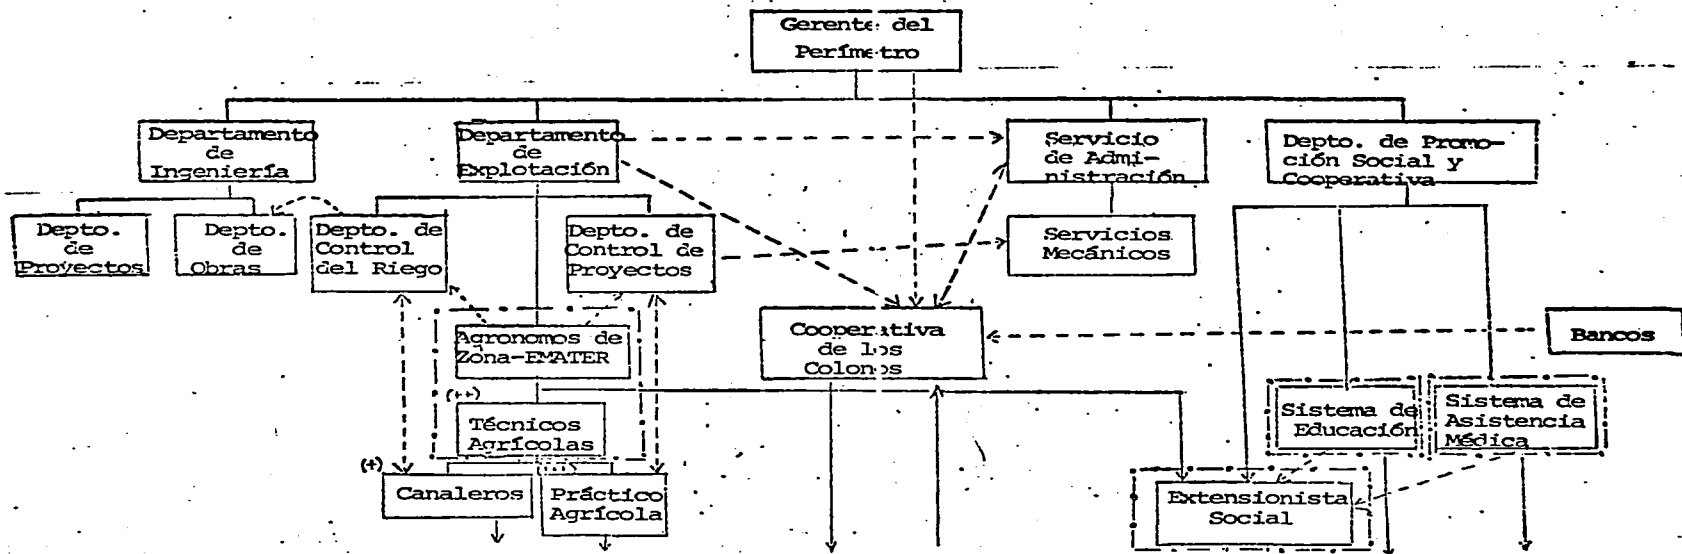 Gerente del
Perímetro
Departamento
de
Ingeniería
Departamento
de
Explotación
Servicio
de Admi-
nistración
Depto. de Promo-
ción Social y
Cooperativa
Depto.
de
Proyectos
Depto.
de
Obras
Depto. de
Control
del Riego
Depto. de
Control de
Proyectos
Servicios
Mecánicos
Agronomos de
Zona-EMATER
Cooperativa
de los
Colonos
Bancos
(++)
Técnicos
Agrícolas
Sistema de
Educación
Sistema de
Asistencia
Médica
(+)
Canaleros
Práctico
Agrícola
Extensionista
Social